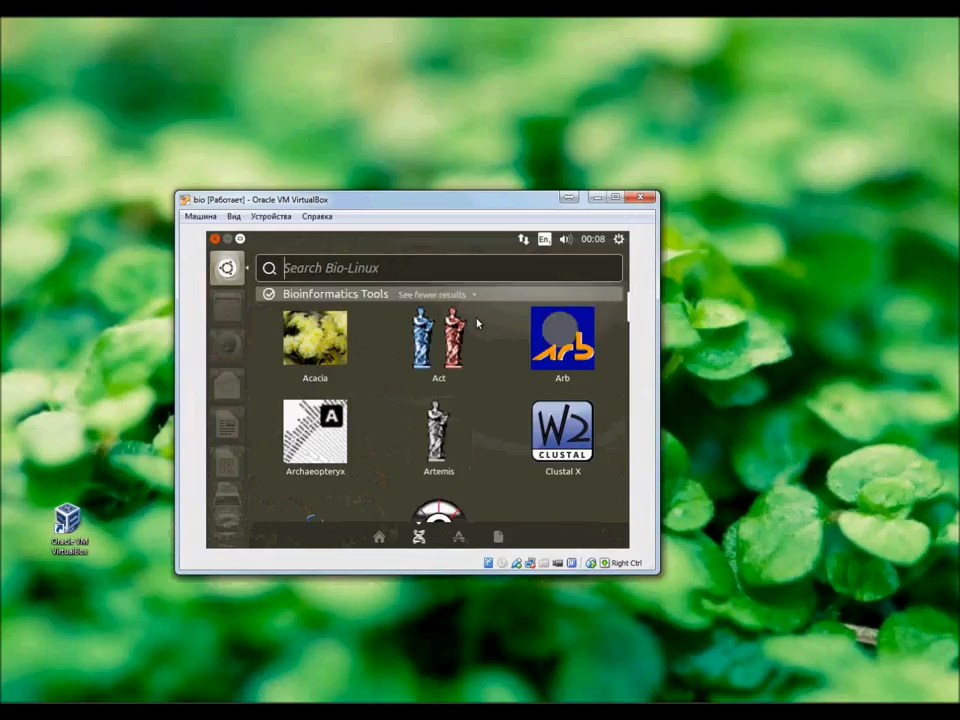 bio [Работает] - Oracle VM VirtualBox
Машина Вид Устройства Справка
En 00:08
Search Bio-Linux
Bioinformatics Tools See fewer results
arb
Acacia Act Arb
A
W2
CLUSTAL
Archaeopteryx Artemis Clustal X
Oracle VM
VirtualBox
Right Ctrl